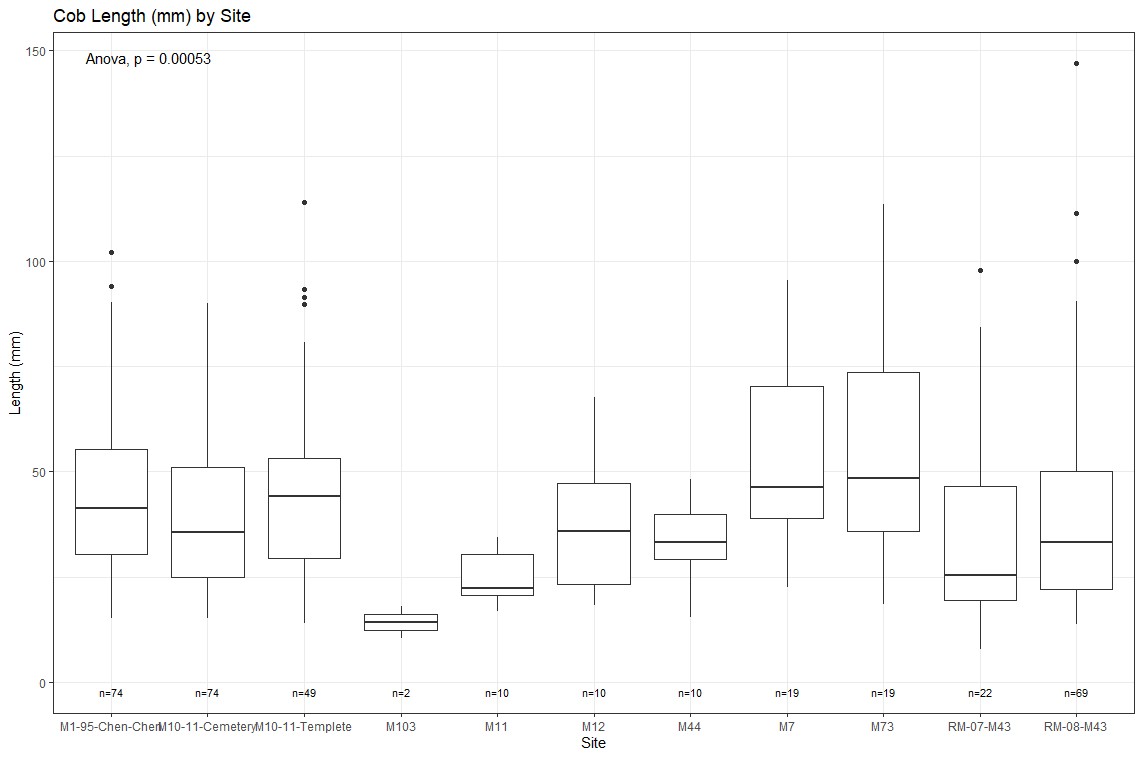 Cob Length (mm) by Site
Anova, p = 0.00053
150
100
50
0
Length (mm)
n=74 n=74 n=49 n=2 n=10 n=10 n=10 n=19 n=19 n=22 n=69
M1-95-Chen-Chen M10-11-Cemetery M10-11-Templete M103 M11 M12 M44 M7 M73 RM-07-M43 RM-08-M43
Site